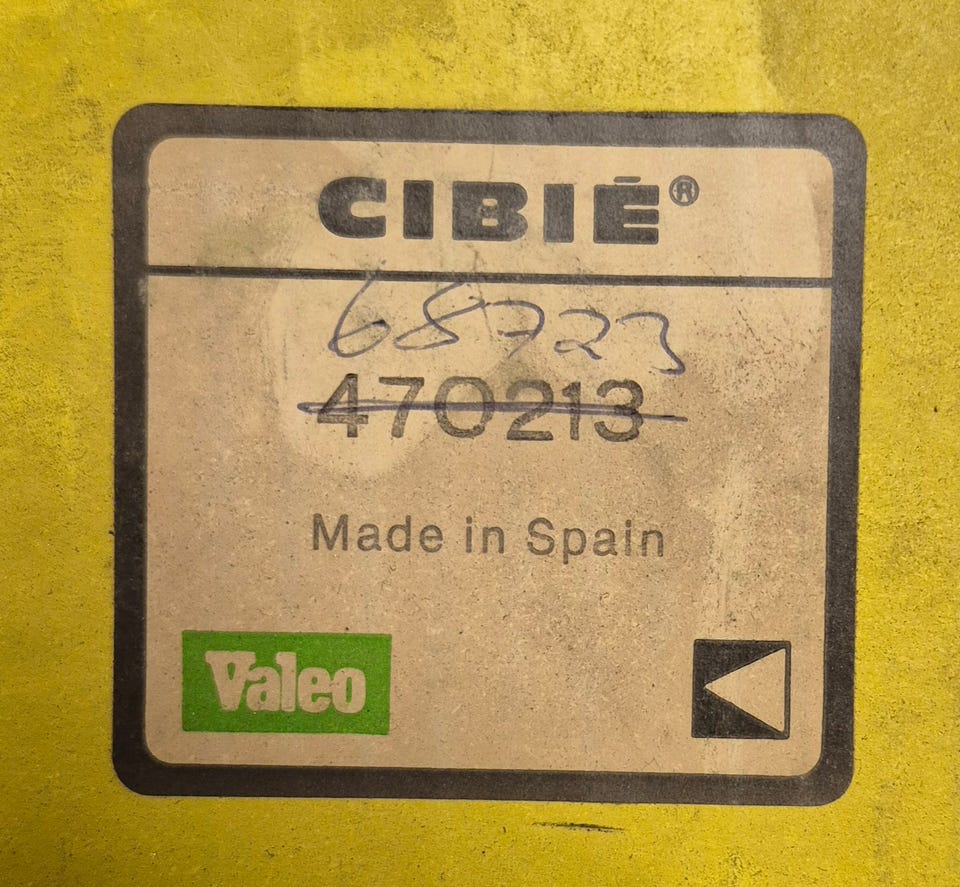 CIBIÉ®
68723
470213
Made in Spain
Valeo